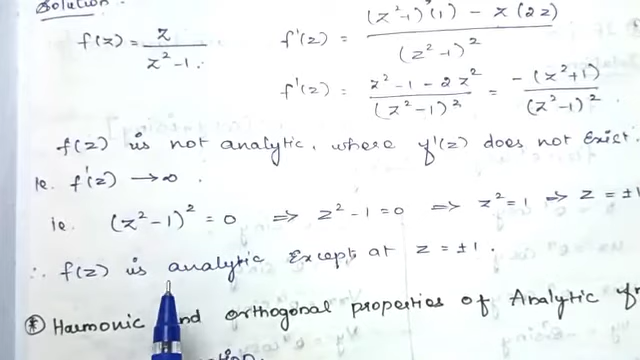 Solution.
f(z) = z / z² - 1.
f'(z) = (z²-1)(1) - z(2z) / (z²-1)²
f'(z) = z² - 1 - 2z² / (z²-1)² = -(z²+1) / (z²-1)².
f(z) is not analytic, where f'(z) does not Exist.
ie. f'(z) → ∞ .
ie. (z²-1)² = 0 ⇒ z²-1 = 0 ⇒ z² = 1 ⇒ z = ±1
∴ f(z) is analytic Except at z = ±1.
* Harmonic and orthogonal properties of Analytic